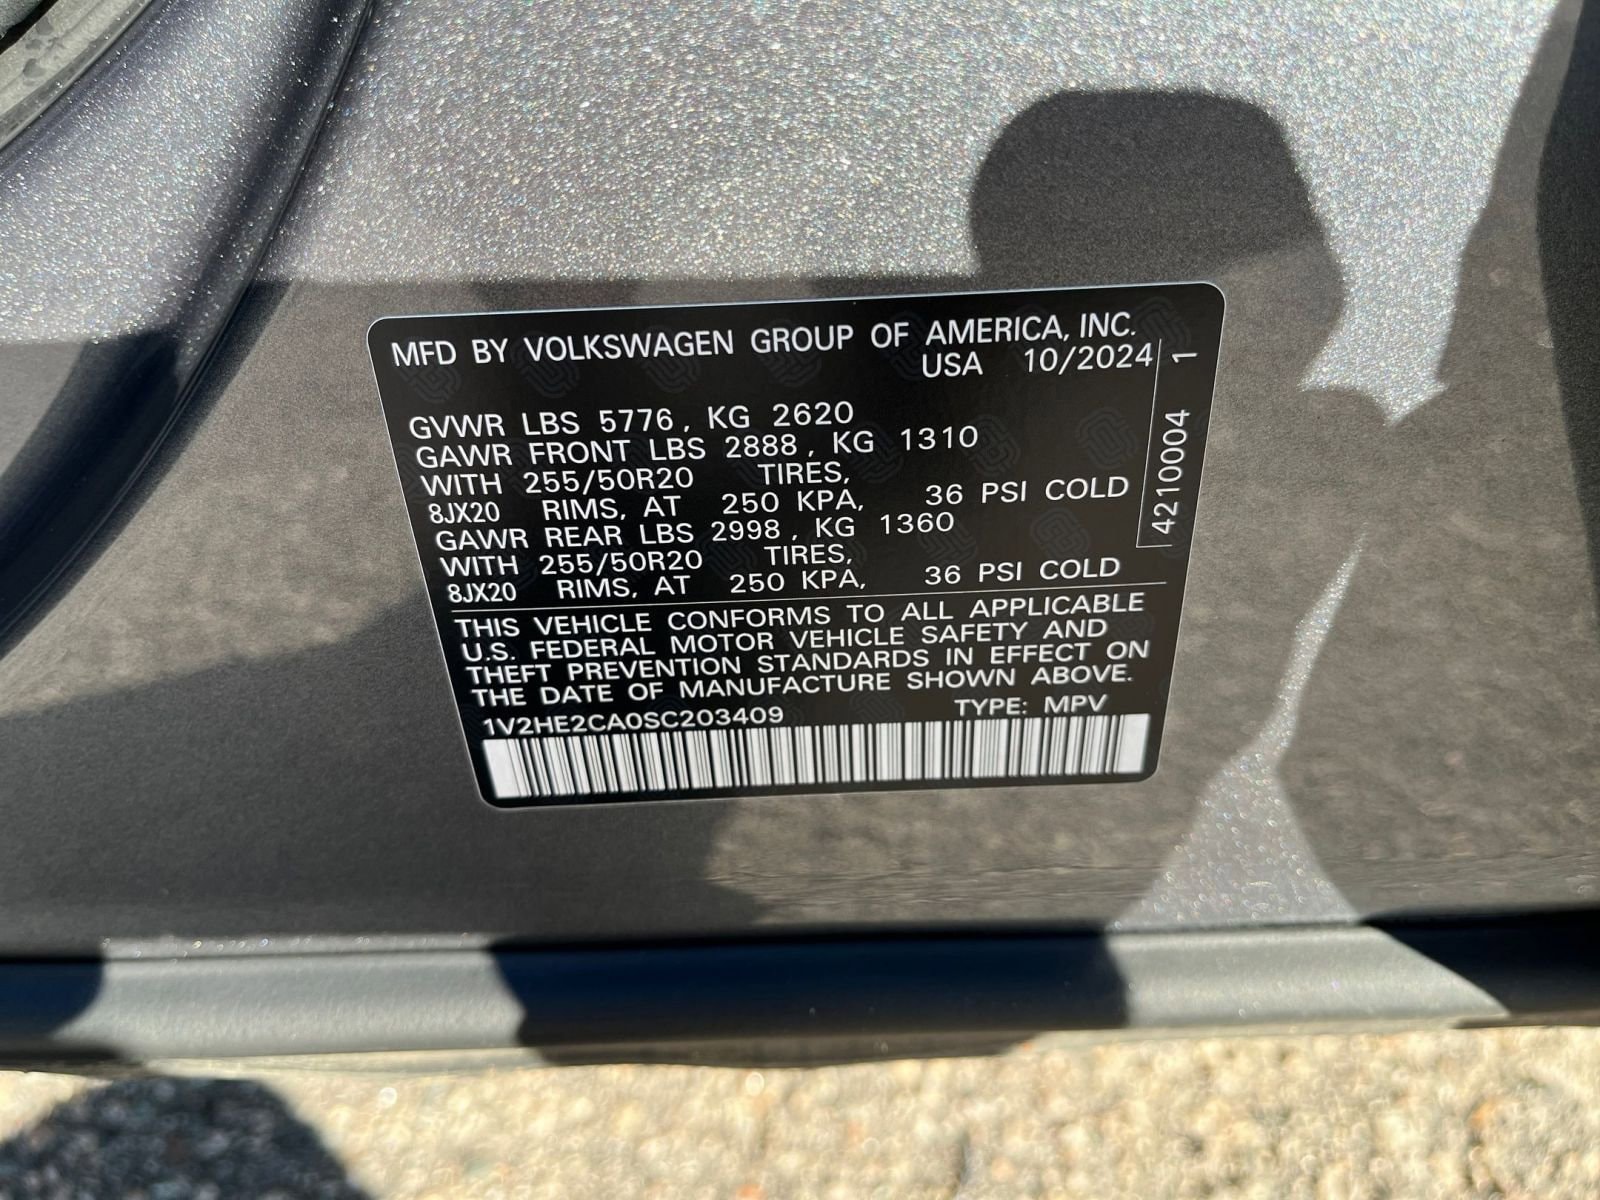 MFD BY VOLKSWAGEN GROUP OF AMERICA, INC.
USA 10/2024
GVWR LBS 5776, KG 2620
GAWR FRONT LBS 2888, KG 1310
WITH 255/50R20 TIRES,
8JX20 RIMS, AT 250 KPA, 36 PSI COLD
GAWR REAR LBS 2998, KG 1360
WITH 255/50R20 TIRES,
8JX20 RIMS, AT 250 KPA, 36 PSI COLD
THIS VEHICLE CONFORMS TO ALL APPLICABLE
U.S. FEDERAL MOTOR VEHICLE SAFETY AND
THEFT PREVENTION STANDARDS IN EFFECT ON
THE DATE OF MANUFACTURE SHOWN ABOVE.
1V2HE2CA0SC203409 TYPE: MPV
4210004 1